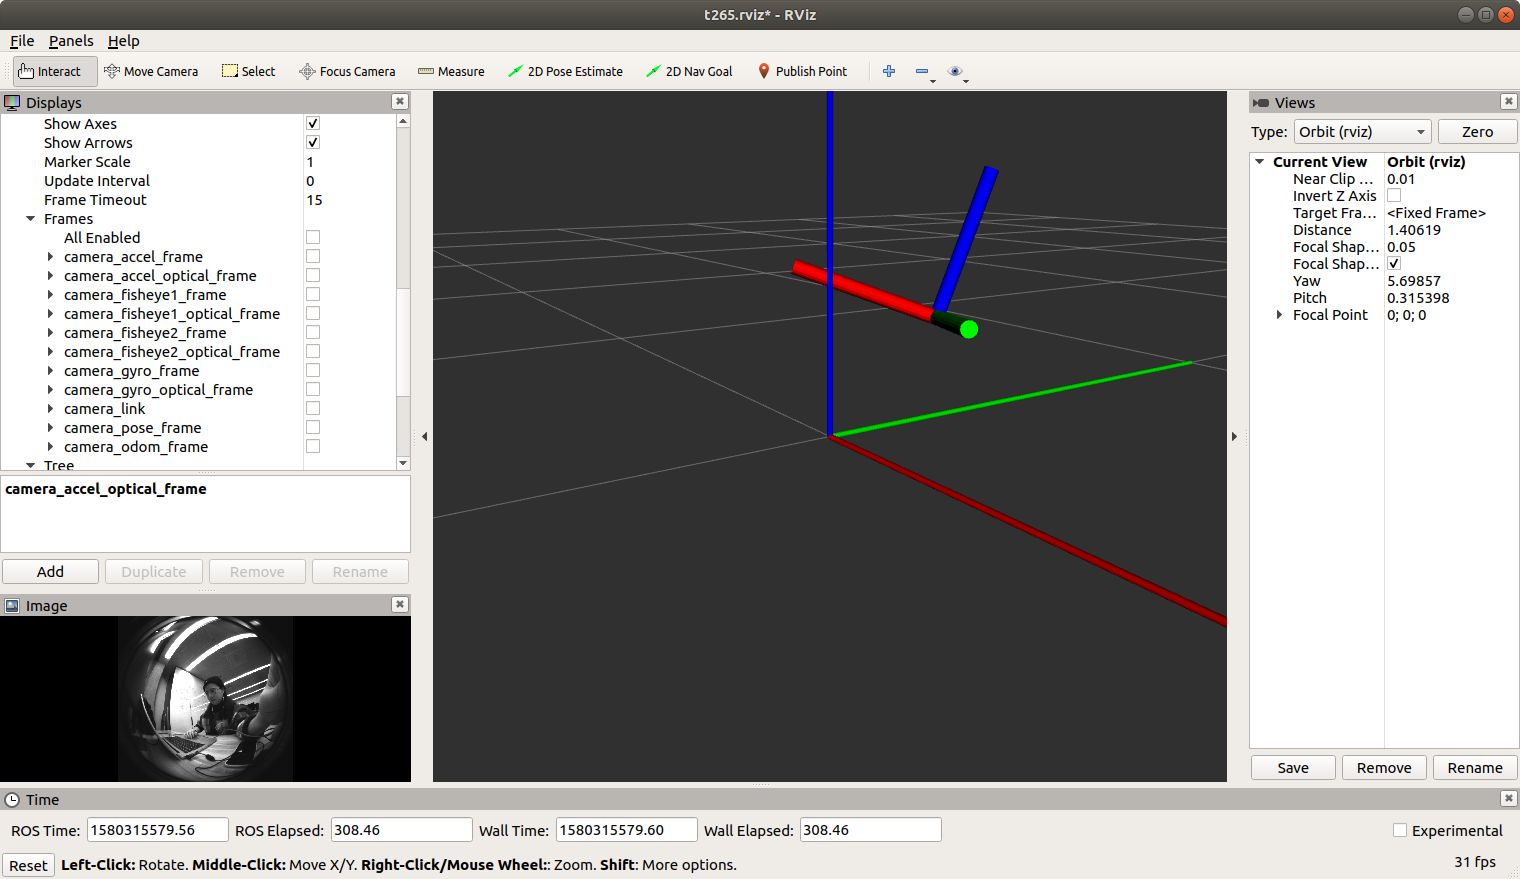 t265.rviz* - RViz
File Panels Help
Interact Move Camera Select Focus Camera Measure 2D Pose Estimate 2D Nav Goal Publish Point
Displays
Show Axes
Show Arrows
Marker Scale 1
Update Interval 0
Frame Timeout 15
Frames
All Enabled
camera_accel_frame
camera_accel_optical_frame
camera_fisheye1_frame
camera_fisheye1_optical_frame
camera_fisheye2_frame
camera_fisheye2_optical_frame
camera_gyro_frame
camera_gyro_optical_frame
camera_link
camera_pose_frame
camera_odom_frame
Tree
camera_accel_optical_frame
Add Duplicate Remove Rename
Image
Views
Type: Orbit (rviz) Zero
Current View Orbit (rviz)
Near Clip ... 0.01
Invert Z Axis
Target Fra... <Fixed Frame>
Distance 1.40619
Focal Shap... 0.05
Focal Shap...
Yaw 5.69857
Pitch 0.315398
Focal Point 0; 0; 0
Save Remove Rename
Time
ROS Time: 1580315579.56 ROS Elapsed: 308.46 Wall Time: 1580315579.60 Wall Elapsed: 308.46 Experimental
Reset Left-Click: Rotate. Middle-Click: Move X/Y. Right-Click/Mouse Wheel:: Zoom. Shift: More options. 31 fps